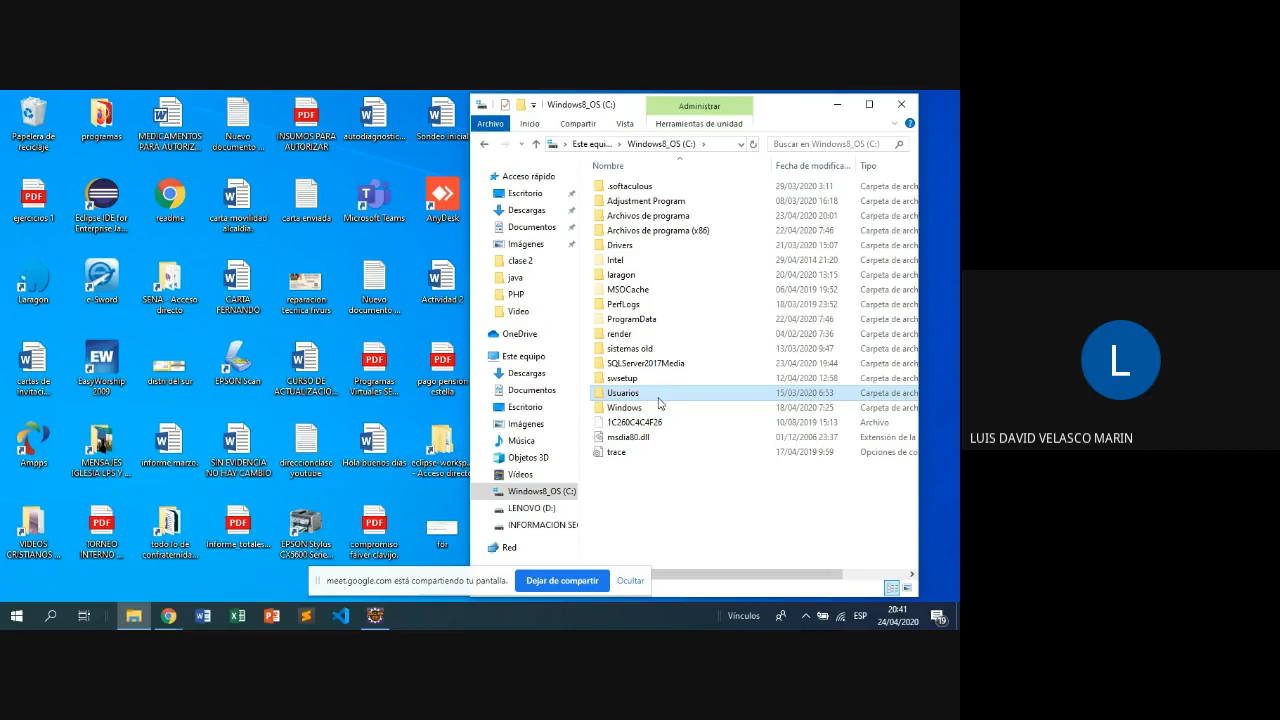 Papelera de
reciclaje
programas
MEDICAMENTOS
PARA AUTORIZ...
Nuevo
documento ...
INSUMOS PARA
AUTORIZAR
autodiagnostic...
Sondeo inicial
ejercicios 1
Eclipse IDE for
Enterprise Ja...
readme
carta movilidad
alcaldia.
carta enviada
Microsoft Teams
AnyDesk
Laragon
e-Sword
SENA - Acceso
directo
CARTA
FERNANDO
reparacion
tecnica fivurs
Nuevo
documento ...
Actividad 2
cartas de
invitaci...
EasyWorship
2009
distri del sur
EPSON Scan
CURSO DE
ACTUALIZACIO...
Programas
Virtuales
pago pension
estella
Ampps
MENSAJES
IGLESIA LPS Y ...
informe marzo.
SIN EVIDENCIA
NO HAY CAMBIO
direccionclase
youtube
Hola buenos dias
eclipse-worksp...
- Acceso directo
VIDEOS
CRISTIANOS ...
TORNEO
INTERNO ...
todo lo de
confratemida...
Informe_totales...
EPSON Stylus
CX5600 Serie...
compromiso
faiver clavijo.
for
Windows8_OS (C:)
Administrar
Archivo
Inicio
Compartir
Vista
Herramientas de unidad
Este equi...
Windows8_OS (C:)
Buscar en Windows8_OS (C:)
Acceso rápido
Escritorio
Descargas
Documentos
Imágenes
clase 2
java
PHP
Video
OneDrive
Este equipo
Descargas
Documentos
Escritorio
Imágenes
Música
Objetos 3D
Vídeos
Windows8_OS (C:)
LENOVO (D:)
INFORMACION SE(
Red
Nombre Fecha de modifica... Tipo
.softaculous 29/03/2020 3:11 Carpeta de arch
Adjustment Program 08/03/2020 16:18 Carpeta de arch
Archivos de programa 23/04/2020 20:01 Carpeta de arch
Archivos de programa (x86) 22/04/2020 7:46 Carpeta de arch
Drivers 21/03/2020 15:07 Carpeta de arch
Intel 29/04/2014 21:20 Carpeta de arch
laragon 20/04/2020 13:15 Carpeta de arch
MSOCache 06/04/2019 19:52 Carpeta de arch
PerfLogs 18/03/2019 23:52 Carpeta de arch
ProgramData 22/04/2020 7:46 Carpeta de arch
render 04/02/2020 7:36 Carpeta de arch
sistemas old 13/03/2020 9:47 Carpeta de arch
SQLServer2017Media 23/04/2020 19:44 Carpeta de arch
swsetup 12/04/2020 12:58 Carpeta de arch
Usuarios 15/03/2020 6:53 Carpeta de arch
Windows 18/04/2020 7:25 Carpeta de arch
1C260C4C4F26 10/08/2019 15:13 Archivo
msdia80.dll 01/12/2006 23:37 Extensión de la
trace 17/04/2019 9:59 Opciones de co
meet.google.com está compartiendo tu pantalla.
Dejar de compartir
Ocultar
Vínculos
ESP
20:41
24/04/2020
19
L
LUIS DAVID VELASCO MARIN